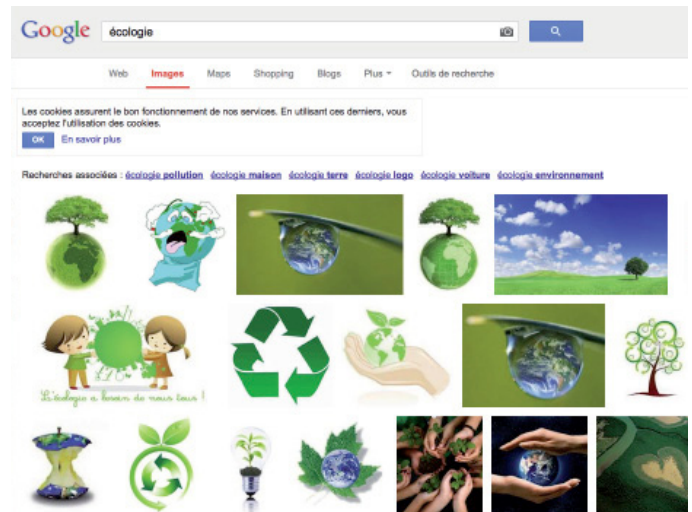 Google écologie
Web Images Maps Shopping Blogs Plus Outils de recherche
Les cookies assurent le bon fonctionnement de nos services. En utilisant ces derniers, vous
acceptez l'utilisation des cookies.
OK En savoir plus
Recherches associées : écologie pollution écologie maison écologie terre écologie logo écologie voiture écologie environnement
L'écologie a besoin de nous tous !